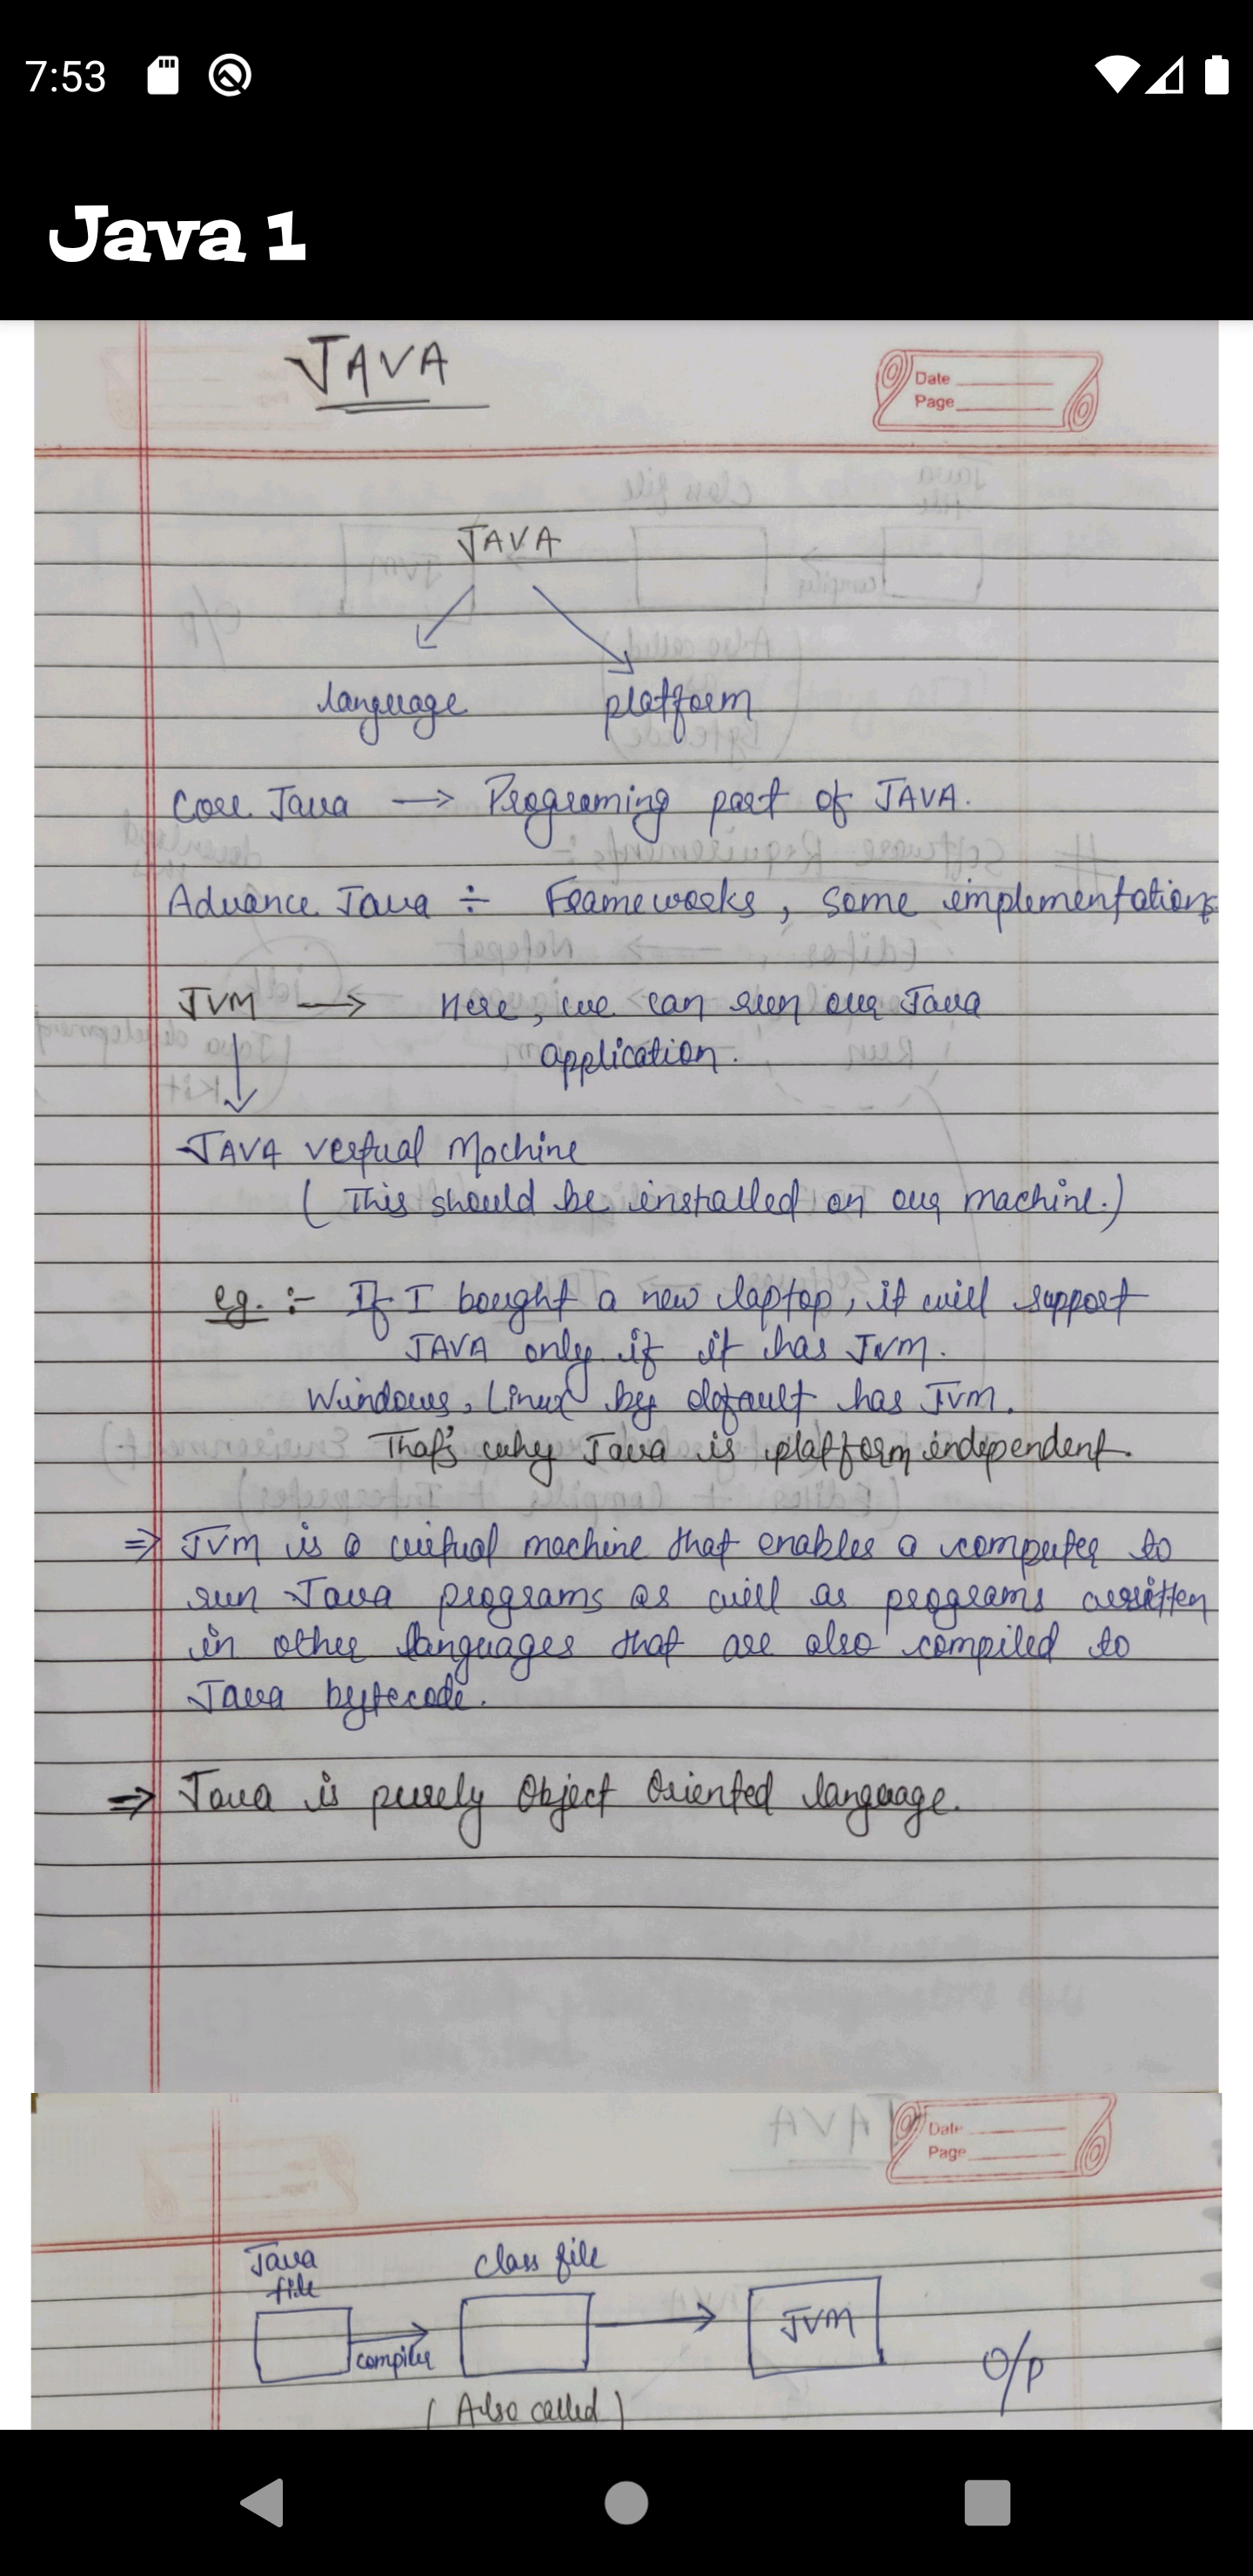 7:53
Java 1
JAVA
Date
Page
JAVA
language platform
Core Java → Programing part of JAVA.
Advance Java ÷ Frameworks, some implementations
JVM → Here, we can run our Java
application.
JAVA vertual Machine
( This should be installed on our machine.)
eg. :- If I bought a new laptop, it will support
JAVA only if it has JVM.
Windows, Linux by default has JVM.
That's why Java is platform independent.
⇒ JVM is a virtual machine that enables a computer to
run Java programs as will as programs written
in other languages that are also compiled to
Java bytecode.
⇒ Java is purely Object Oriented language.
JAVA
Date
Page
Java
file
class file
compiler
JVM
O/P
( Also called )